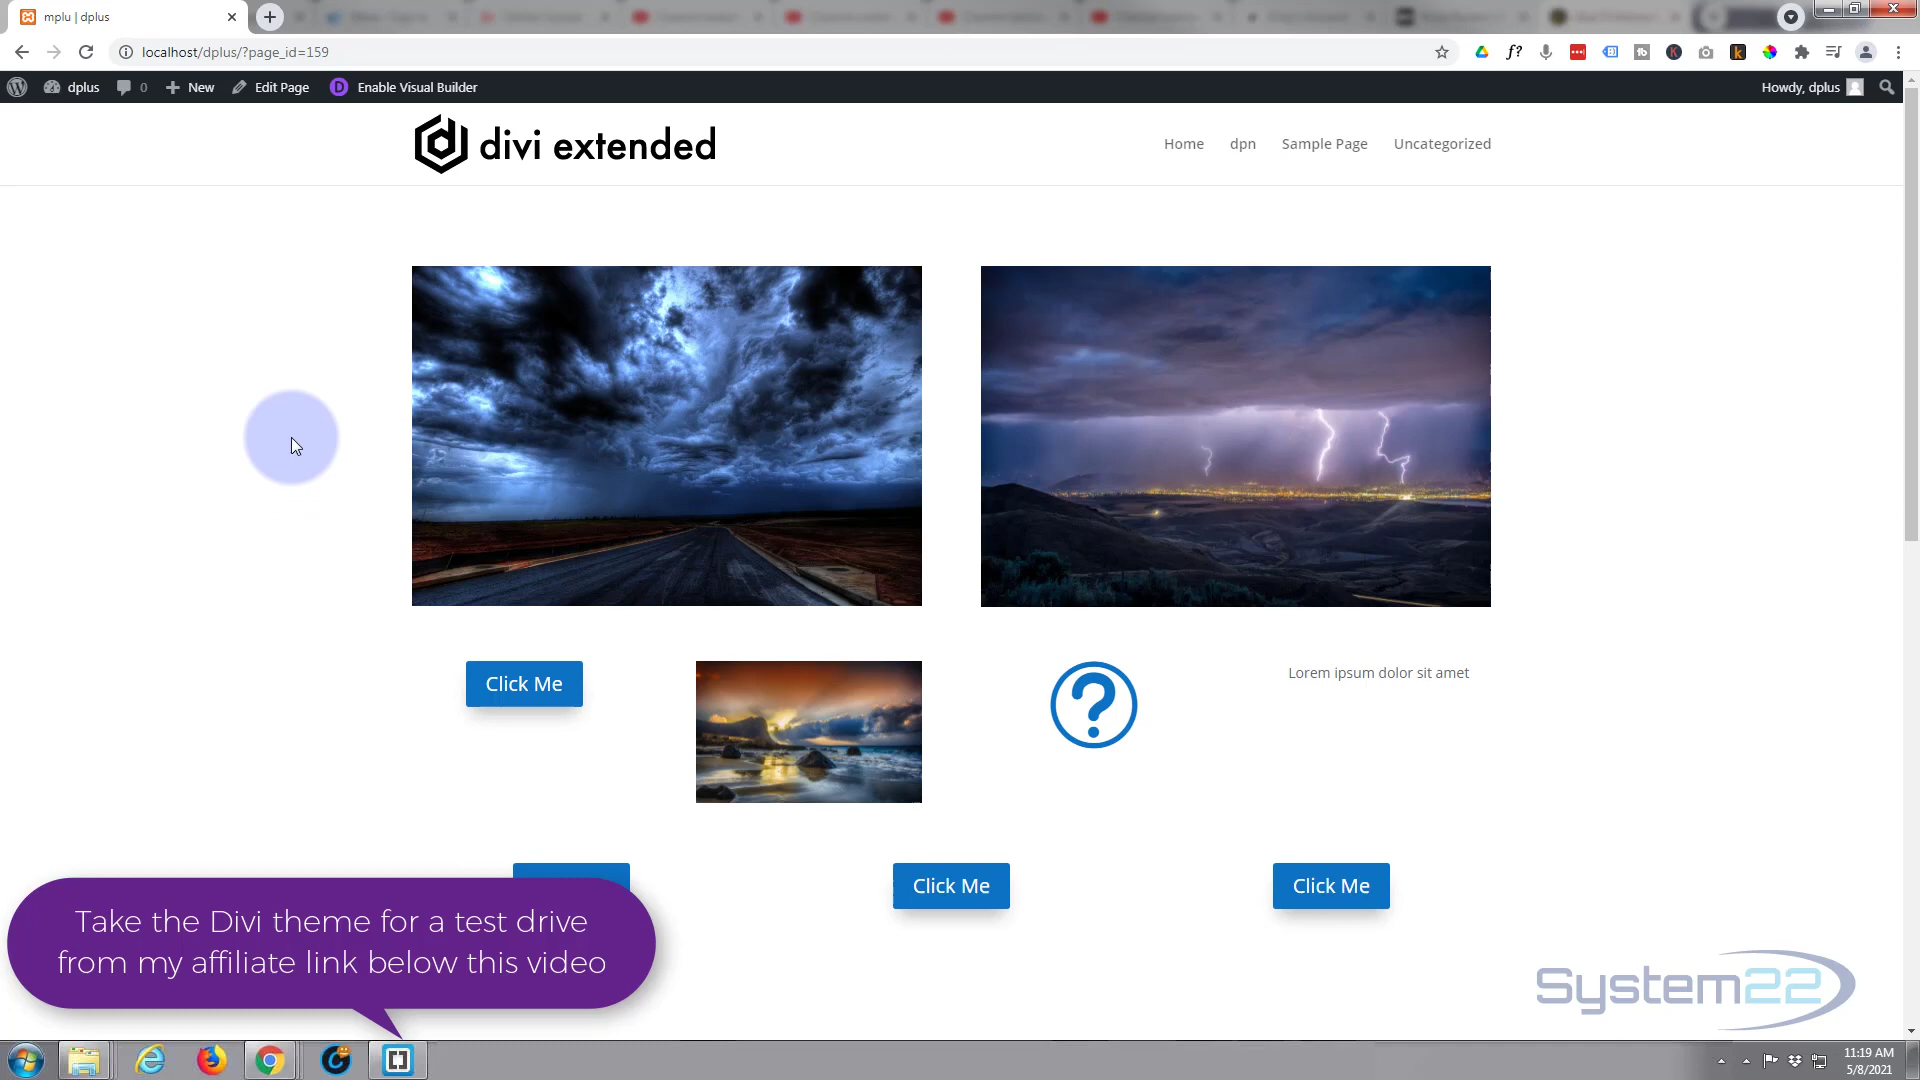 mplu | dplus
localhost/dplus/?page_id=159
dplus
0
New
Edit Page
Enable Visual Builder
Howdy, dplus
divi extended
Home
dpn
Sample Page
Uncategorized
Click Me
?
Lorem ipsum dolor sit amet
Click Me
Click Me
Take the Divi theme for a test drive
from my affiliate link below this video
System22
11:19 AM
5/8/2021